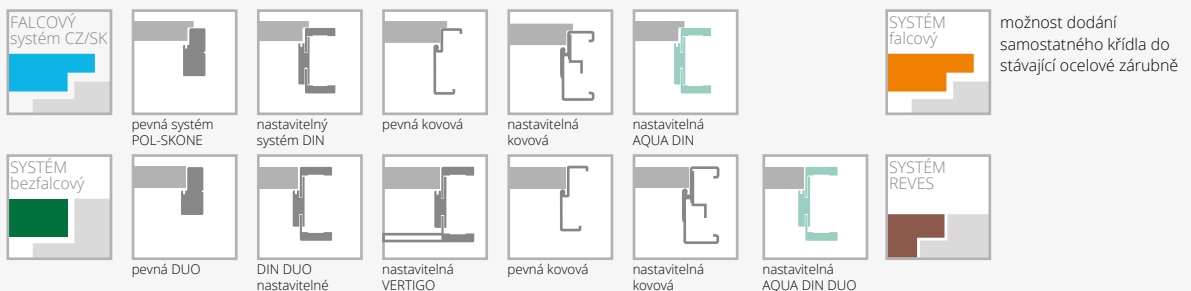 FALCOVÝ
systém CZ/SK
pevná systém
POL-SKONE
nastavitelný
systém DIN
pevná kovová
nastavitelná
kovová
nastavitelná
AQUA DIN
SYSTÉM
falcový
možnost dodání
samostatného křídla do
stávající ocelové zárubně
SYSTÉM
bezfalcový
pevná DUO
DIN DUO
nastavitelné
nastavitelná
VERTIGO
pevná kovová
nastavitelná
kovová
nastavitelná
AQUA DIN DUO
SYSTÉM
REVES